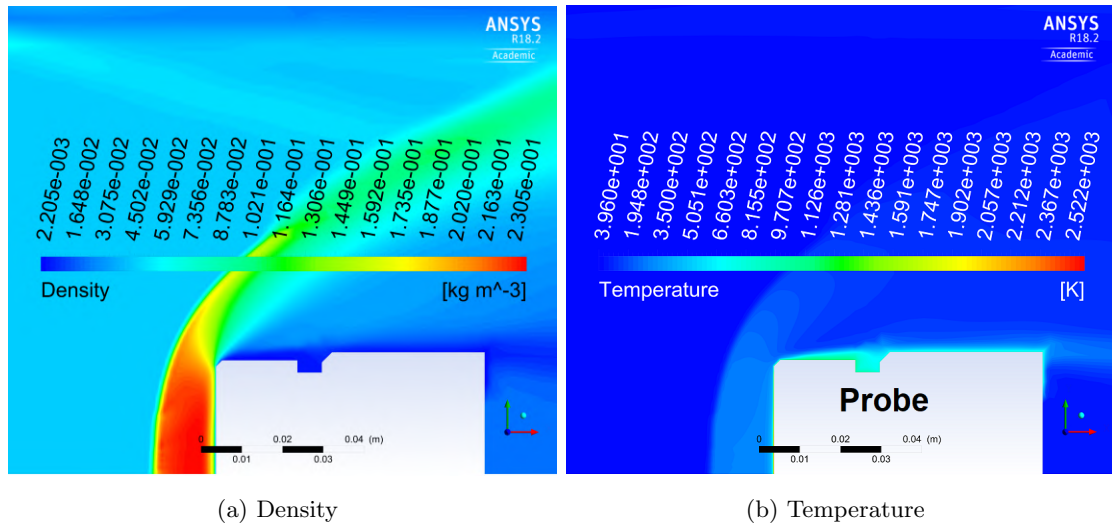 ANSYS
R18.2
Academic
2.205e-003
1.648e-002
3.075e-002
4.502e-002
5.929e-002
7.356e-002
8.783e-002
1.021e-001
1.164e-001
1.306e-001
1.449e-001
1.592e-001
1.735e-001
1.877e-001
2.020e-001
2.163e-001
2.305e-001
Density [kg m^-3]
0 0.02 0.04 (m)
0.01 0.03
(a) Density
ANSYS
R18.2
Academic
3.960e+001
1.948e+002
3.500e+002
5.051e+002
6.603e+002
8.155e+002
9.707e+002
1.126e+003
1.281e+003
1.436e+003
1.591e+003
1.747e+003
1.902e+003
2.057e+003
2.212e+003
2.367e+003
2.522e+003
Temperature [K]
Probe
0 0.02 0.04 (m)
0.01 0.03
(b) Temperature